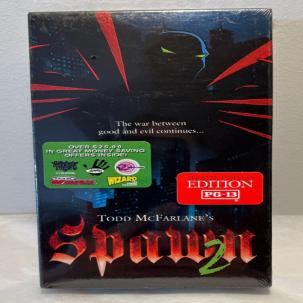 The war between
good and evil continues...
OVER $25.00
IN GREAT MONEY SAVING
OFFERS INSIDE!
WIZARD
EDITION
PG-13
TODD MCFARLANE'S
Spawn
2